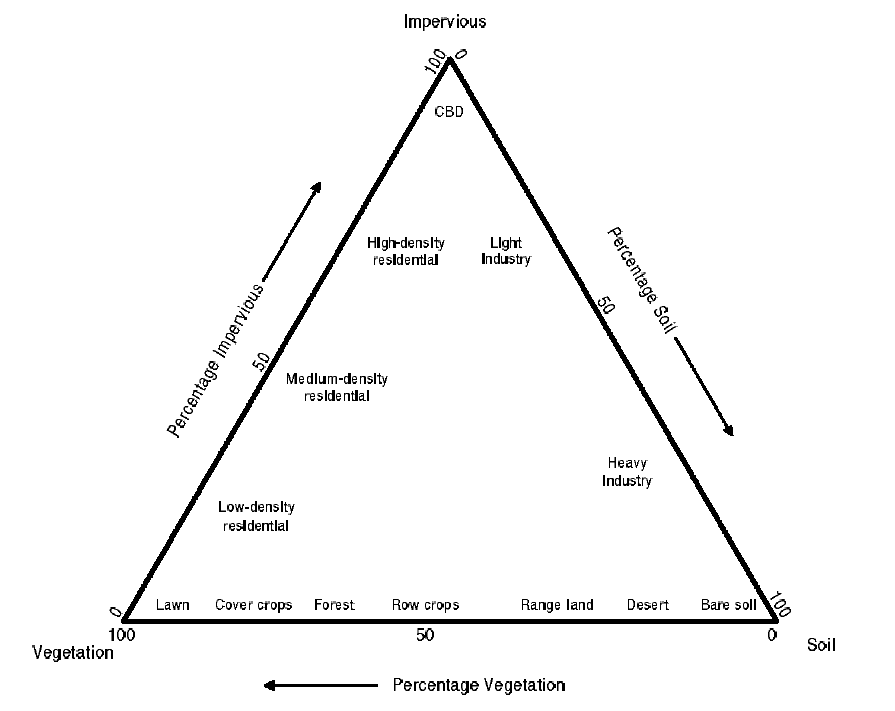 Impervious
100
0
CBD
High-density
residential
Light
Industry
Percentage Impervious
Percentage Soil
50
50
Medium-density
residential
Heavy
Industry
Low-density
residential
Lawn
Cover crops
Forest
Row crops
Range land
Desert
Bare soil
0
100
100
50
0
Vegetation
Soil
Percentage Vegetation